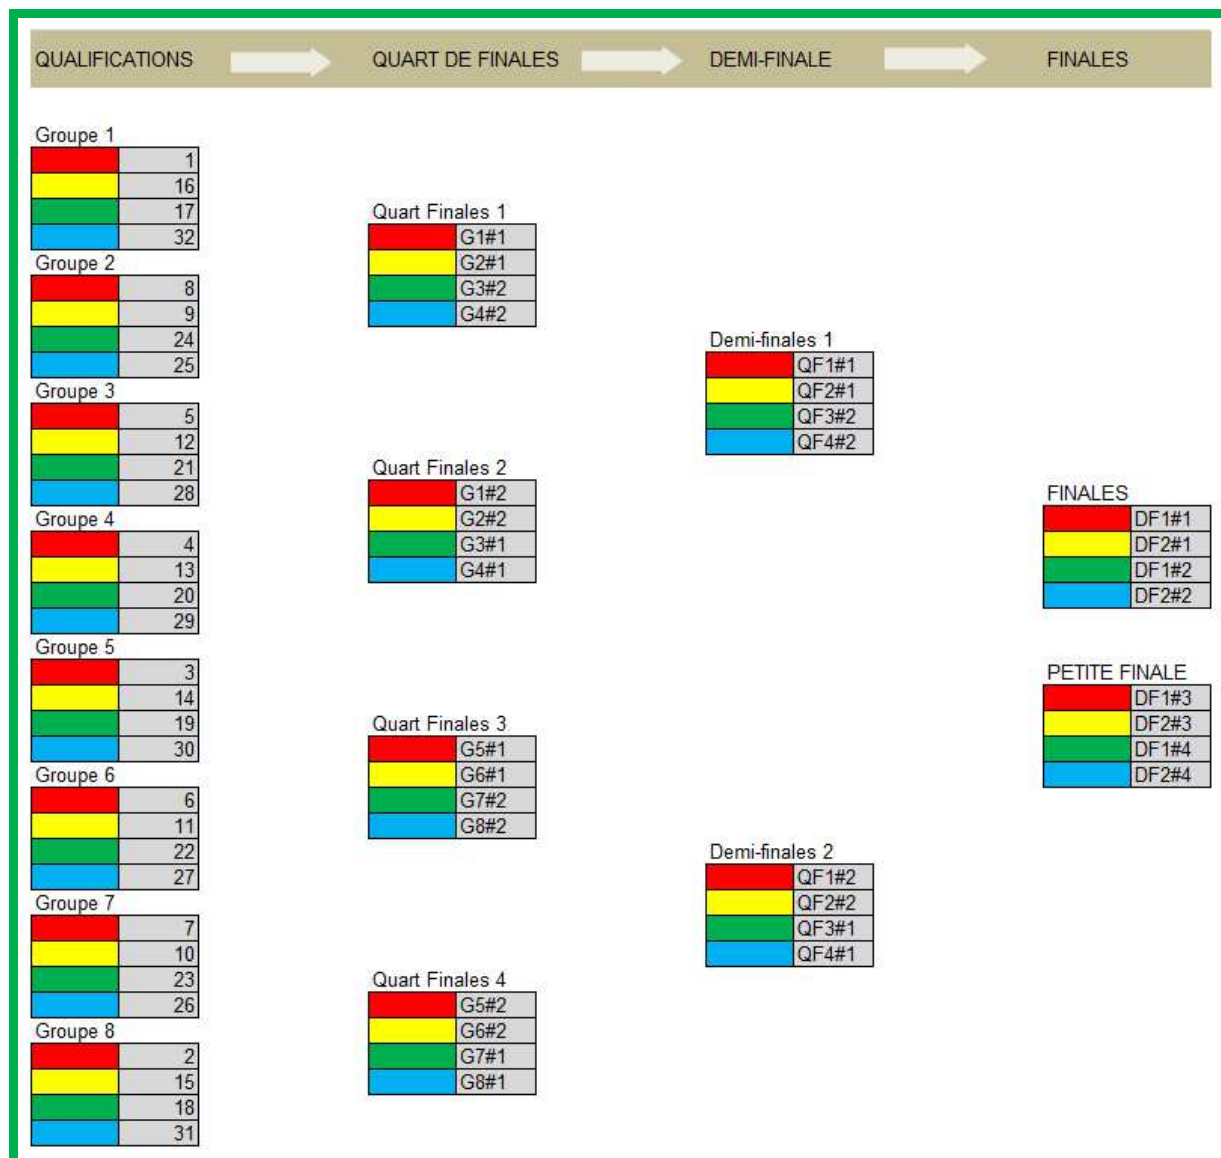 QUALIFICATIONS QUART DE FINALES DEMI-FINALE FINALES
Groupe 1
1
16
17
32
Groupe 2
8
9
24
25
Groupe 3
5
12
21
28
Groupe 4
4
13
20
29
Groupe 5
3
14
19
30
Groupe 6
6
11
22
27
Groupe 7
7
10
23
26
Groupe 8
2
15
18
31
Quart Finales 1
G1#1
G2#1
G3#2
G4#2
Quart Finales 2
G1#2
G2#2
G3#1
G4#1
Quart Finales 3
G5#1
G6#1
G7#2
G8#2
Quart Finales 4
G5#2
G6#2
G7#1
G8#1
Demi-finales 1
QF1#1
QF2#1
QF3#2
QF4#2
Demi-finales 2
QF1#2
QF2#2
QF3#1
QF4#1
FINALES
DF1#1
DF2#1
DF1#2
DF2#2
PETITE FINALE
DF1#3
DF2#3
DF1#4
DF2#4